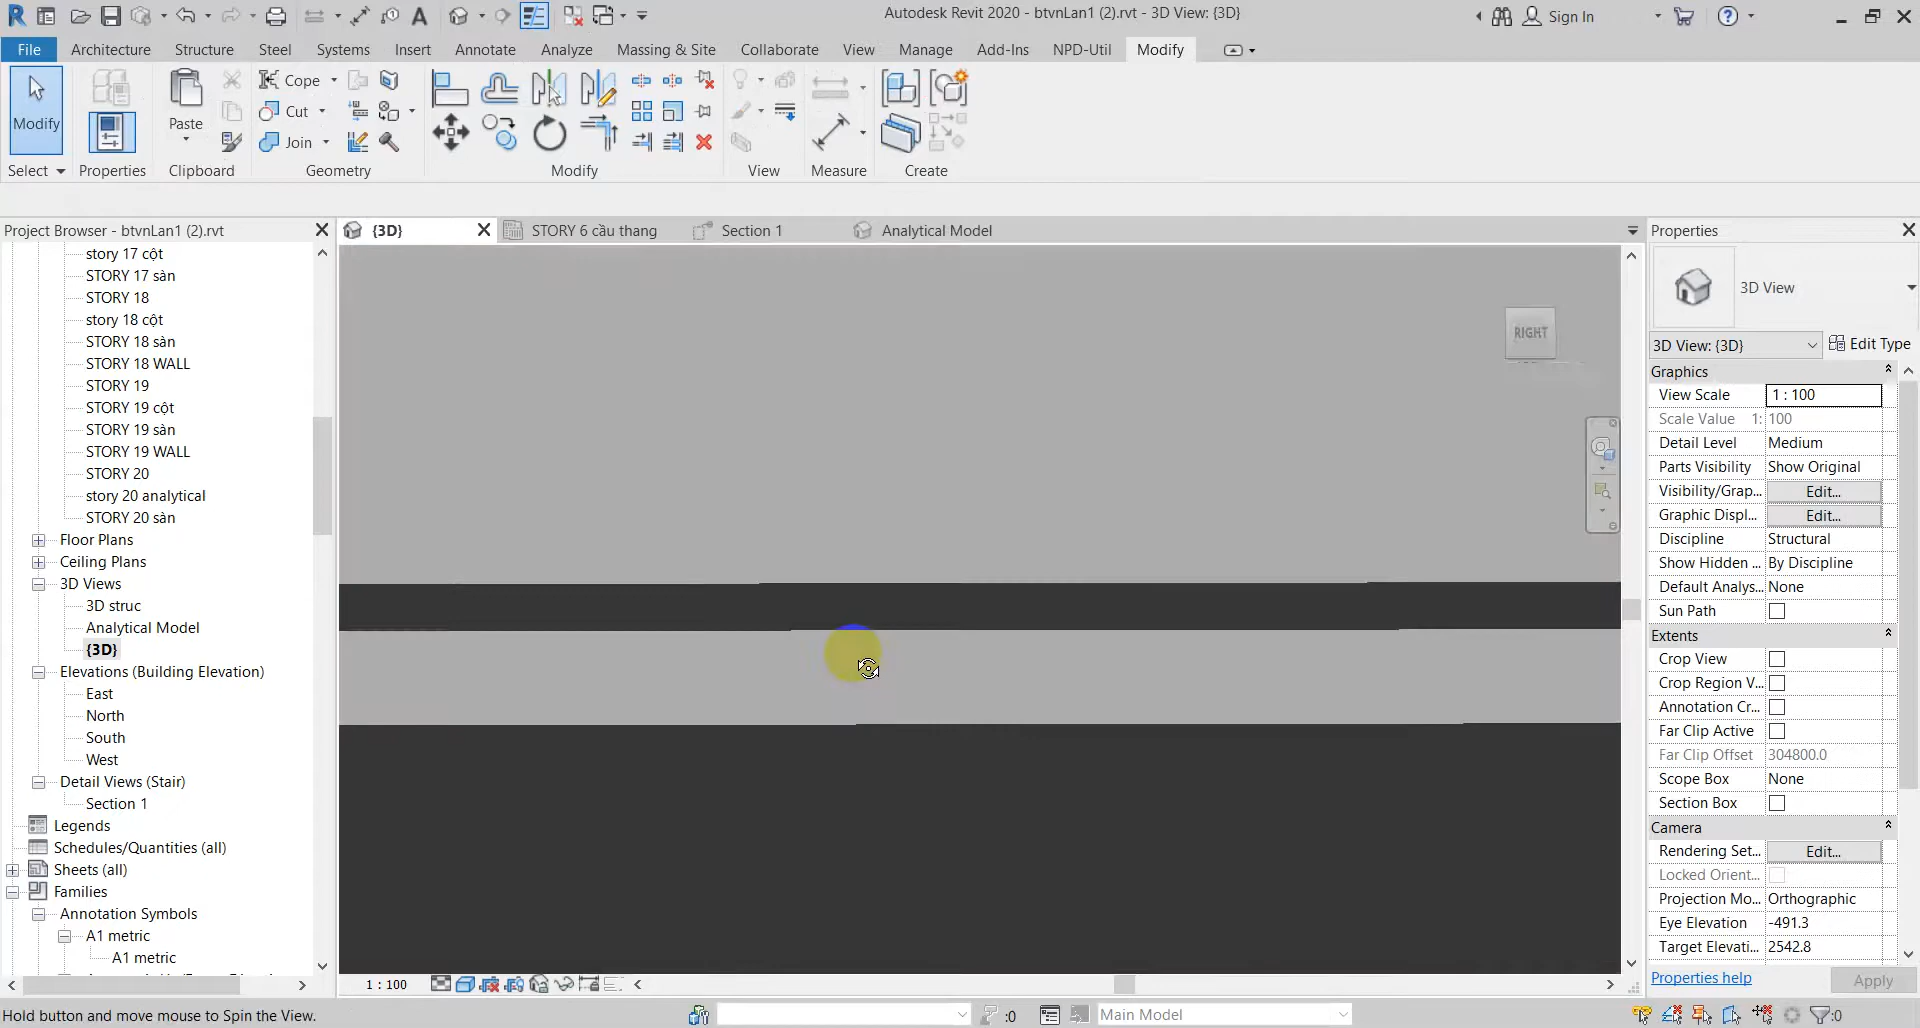 Autodesk Revit 2020 - btvnLan1 (2).rvt - 3D View: {3D}
Sign In
File Architecture Structure Steel Systems Insert Annotate Analyze Massing & Site Collaborate View Manage Add-Ins NPD-Util Modify
Modify
Paste
Cope
Cut
Join
Select Properties Clipboard Geometry Modify View Measure Create
Project Browser - btvnLan1 (2).rvt
{3D}
STORY 6 cầu thang
Section 1
Analytical Model
Properties
story 17 cột
STORY 17 sàn
STORY 18
story 18 cột
STORY 18 sàn
STORY 18 WALL
STORY 19
STORY 19 cột
STORY 19 sàn
STORY 19 WALL
STORY 20
story 20 analytical
STORY 20 sàn
Floor Plans
Ceiling Plans
3D Views
3D struc
Analytical Model
{3D}
Elevations (Building Elevation)
East
North
South
West
Detail Views (Stair)
Section 1
Legends
Schedules/Quantities (all)
Sheets (all)
Families
Annotation Symbols
A1 metric
A1 metric
RIGHT
3D View
3D View: {3D} Edit Type
Graphics
View Scale 1 : 100
Scale Value 1: 100
Detail Level Medium
Parts Visibility Show Original
Visibility/Grap... Edit...
Graphic Displ... Edit...
Discipline Structural
Show Hidden ... By Discipline
Default Analys... None
Sun Path
Extents
Crop View
Crop Region V...
Annotation Cr...
Far Clip Active
Far Clip Offset 304800.0
Scope Box None
Section Box
Camera
Rendering Set... Edit...
Locked Orient...
Projection Mo... Orthographic
Eye Elevation -491.3
Target Elevati... 2542.8
Properties help Apply
1 : 100
Hold button and move mouse to Spin the View.
:0
Main Model
:0